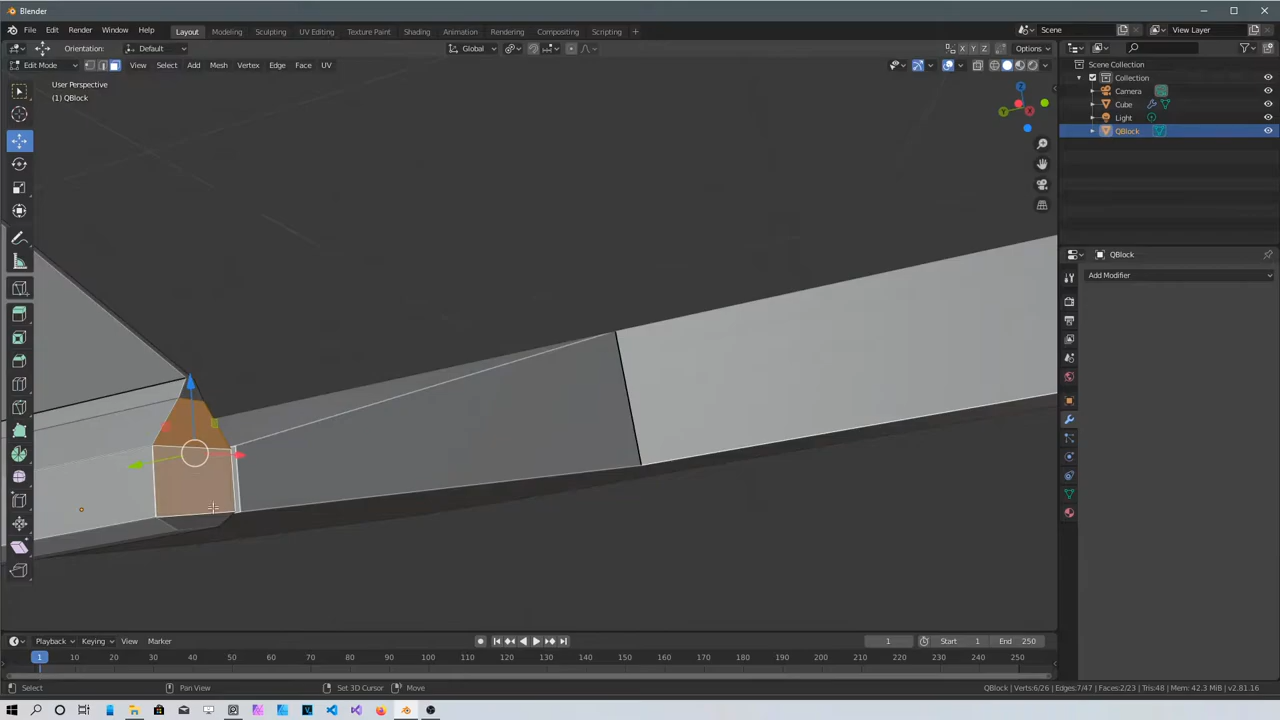 Blender
File Edit Render Window Help Layout Modeling Sculpting UV Editing Texture Paint Shading Animation Rendering Compositing Scripting + Scene View Layer
Orientation: Default Global X Y Z Options
Edit Mode View Select Add Mesh Vertex Edge Face UV
User Perspective
(1) QBlock
Scene Collection
Collection
Camera
Cube
Light
QBlock
QBlock
Add Modifier
Playback Keying View Marker 1 Start 1 End 250
1 10 20 30 40 50 60 70 80 90 100 110 120 130 140 150 160 170 180 190 200 210 220 230 240 250
Select Pan View Set 3D Cursor Move QBlock | Verts:6/26 | Edges:7/47 | Faces:2/23 | Tris:48 | Mem: 42.3 MiB | v2.81.16